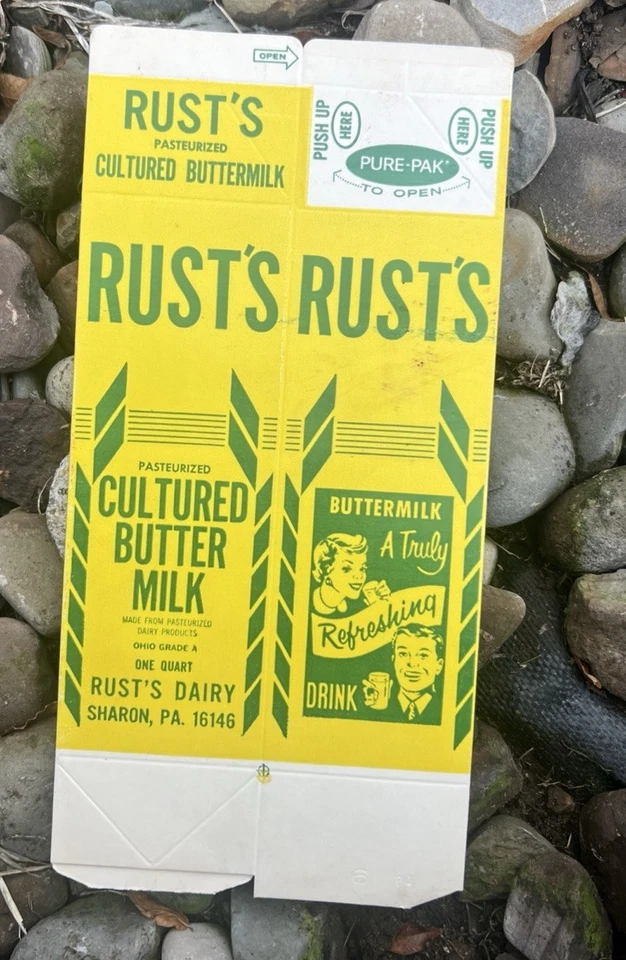 OPEN
RUST'S
PASTEURIZED
CULTURED BUTTERMILK
PUSH UP
HERE
HERE
PUSH UP
PURE-PAK®
TO OPEN
RUST'S
RUST'S
PASTEURIZED
CULTURED
BUTTER
MILK
MADE FROM PASTEURIZED
DAIRY PRODUCTS
OHIO GRADE A
ONE QUART
RUST'S DAIRY
SHARON, PA. 16146
BUTTERMILK
A Truly
Refreshing
DRINK